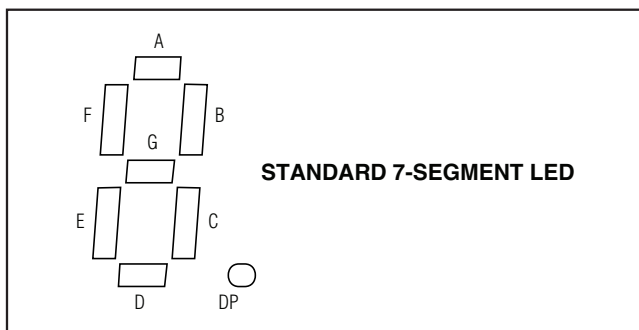 A
F B
G
STANDARD 7-SEGMENT LED
E C
D DP